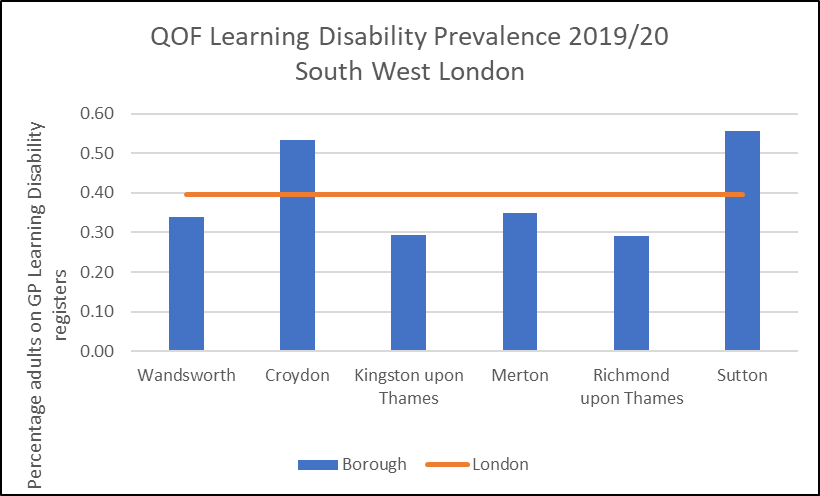 QOF Learning Disability Prevalence 2019/20
South West London
Percentage adults on GP Learning Disability
registers
0.60
0.50
0.40
0.30
0.20
0.10
0.00
Wandsworth
Croydon
Kingston upon
Thames
Merton
Richmond
upon Thames
Sutton
Borough
London